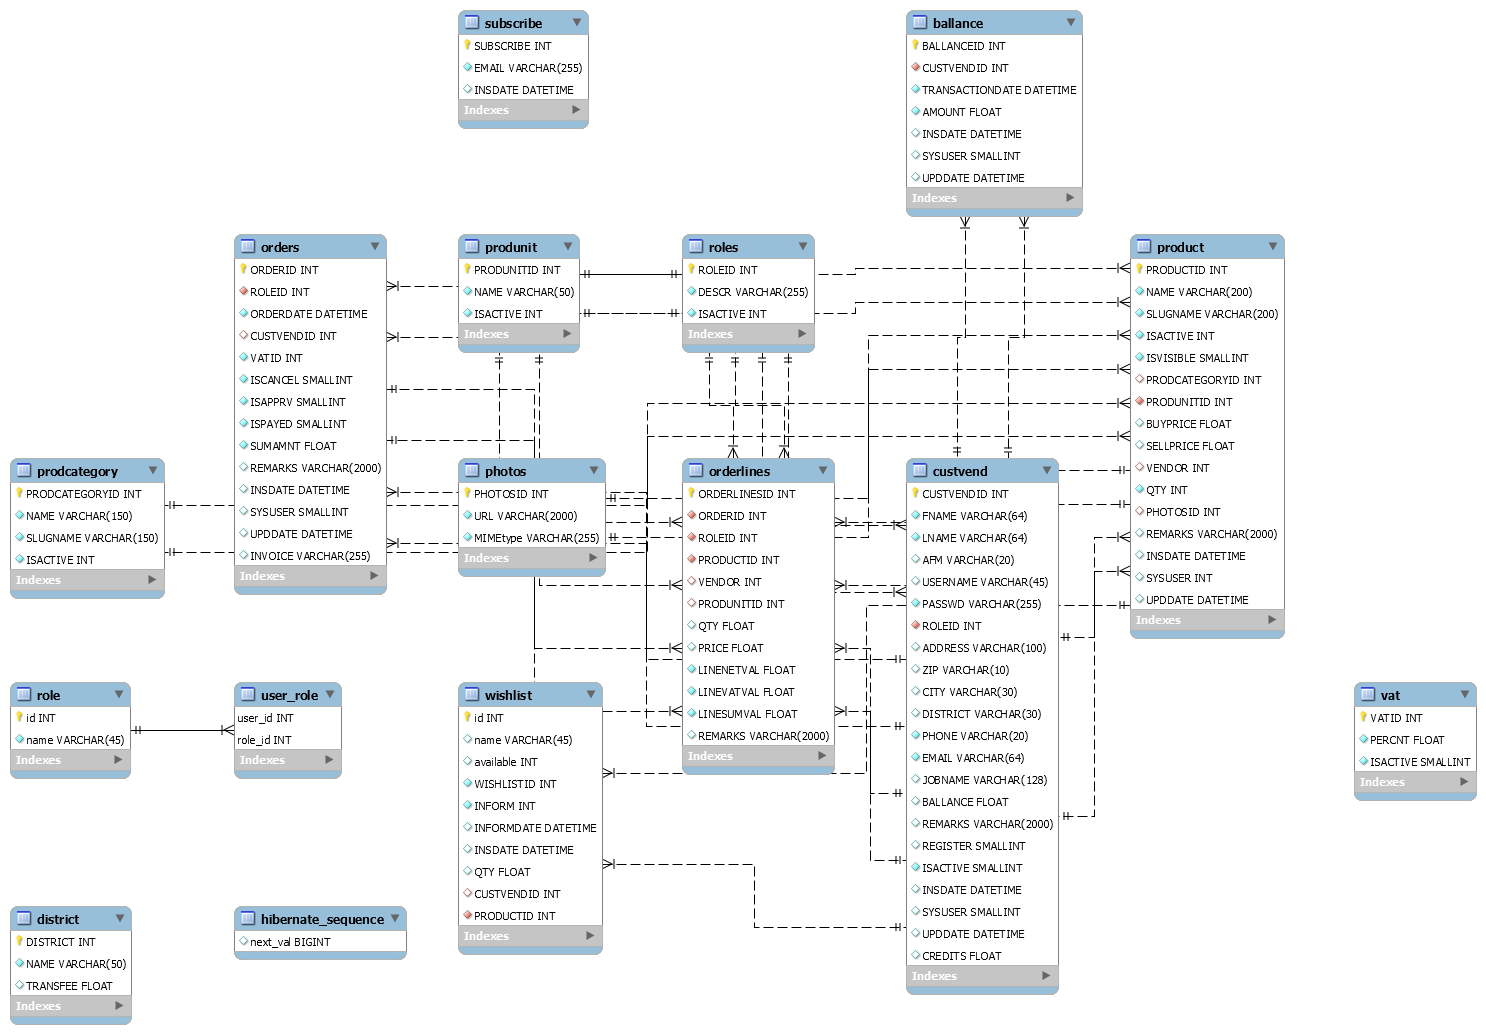 subscribe
SUBSCRIBE INT
EMAIL VARCHAR(255)
INSDATE DATETIME
Indexes
ballance
BALLANCEID INT
CUSTVENDID INT
TRANSACTIONDATE DATETIME
AMOUNT FLOAT
INSDATE DATETIME
SYSUSER SMALLINT
UPDDATE DATETIME
Indexes
orders
ORDERID INT
ROLEID INT
ORDERDATE DATETIME
CUSTVENDID INT
VATID INT
ISCANCEL SMALLINT
ISAPPRV SMALLINT
ISPAYED SMALLINT
SUMAMNT FLOAT
REMARKS VARCHAR(2000)
INSDATE DATETIME
SYSUSER SMALLINT
UPDDATE DATETIME
INVOICE VARCHAR(255)
Indexes
produnit
PRODUNITID INT
NAME VARCHAR(50)
ISACTIVE INT
Indexes
roles
ROLEID INT
DESCR VARCHAR(255)
ISACTIVE INT
Indexes
product
PRODUCTID INT
NAME VARCHAR(200)
SLUGNAME VARCHAR(200)
ISACTIVE INT
ISVISIBLE SMALLINT
PRODCATEGORYID INT
PRODUNITID INT
BUYPRICE FLOAT
SELLPRICE FLOAT
VENDOR INT
QTY INT
PHOTOSID INT
REMARKS VARCHAR(2000)
INSDATE DATETIME
SYSUSER INT
UPDDATE DATETIME
Indexes
prodcategory
PRODCATEGORYID INT
NAME VARCHAR(150)
SLUGNAME VARCHAR(150)
ISACTIVE INT
Indexes
photos
PHOTOSID INT
URL VARCHAR(2000)
MIMEtype VARCHAR(255)
Indexes
orderlines
ORDERLINESID INT
ORDERID INT
ROLEID INT
PRODUCTID INT
VENDOR INT
PRODUNITID INT
QTY FLOAT
PRICE FLOAT
LINENETVAL FLOAT
LINEVATVAL FLOAT
LINESUMVAL FLOAT
REMARKS VARCHAR(2000)
Indexes
custvend
CUSTVENDID INT
FNAME VARCHAR(64)
LNAME VARCHAR(64)
AFM VARCHAR(20)
USERNAME VARCHAR(45)
PASSWD VARCHAR(255)
ROLEID INT
ADDRESS VARCHAR(100)
ZIP VARCHAR(10)
CITY VARCHAR(30)
DISTRICT VARCHAR(30)
PHONE VARCHAR(20)
EMAIL VARCHAR(64)
JOBNAME VARCHAR(128)
BALLANCE FLOAT
REMARKS VARCHAR(2000)
REGISTER SMALLINT
ISACTIVE SMALLINT
INSDATE DATETIME
SYSUSER SMALLINT
UPDDATE DATETIME
CREDITS FLOAT
Indexes
role
id INT
name VARCHAR(45)
Indexes
user_role
user_id INT
role_id INT
Indexes
wishlist
id INT
name VARCHAR(45)
available INT
WISHLISTID INT
INFORM INT
INFORMDATE DATETIME
INSDATE DATETIME
QTY FLOAT
CUSTVENDID INT
PRODUCTID INT
Indexes
vat
VATID INT
PERCNT FLOAT
ISACTIVE SMALLINT
Indexes
district
DISTRICT INT
NAME VARCHAR(50)
TRANSFEE FLOAT
Indexes
hibernate_sequence
next_val BIGINT